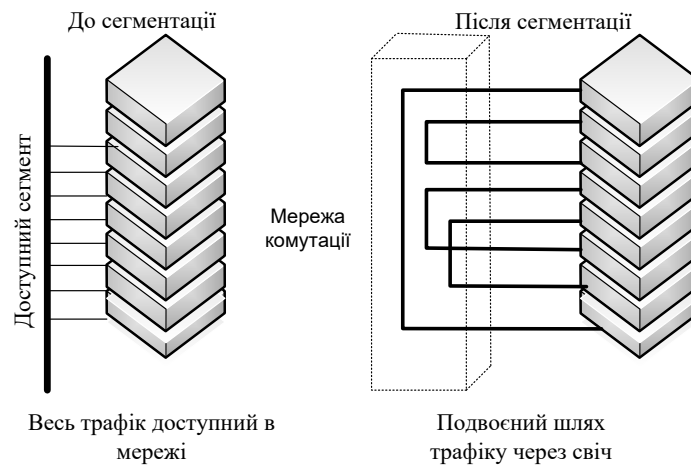 До сегментації
Після сегментації
Доступний сегмент
Мережа
комутації
Весь трафік доступний в
мережі
Подвоєний шлях
трафіку через свіч